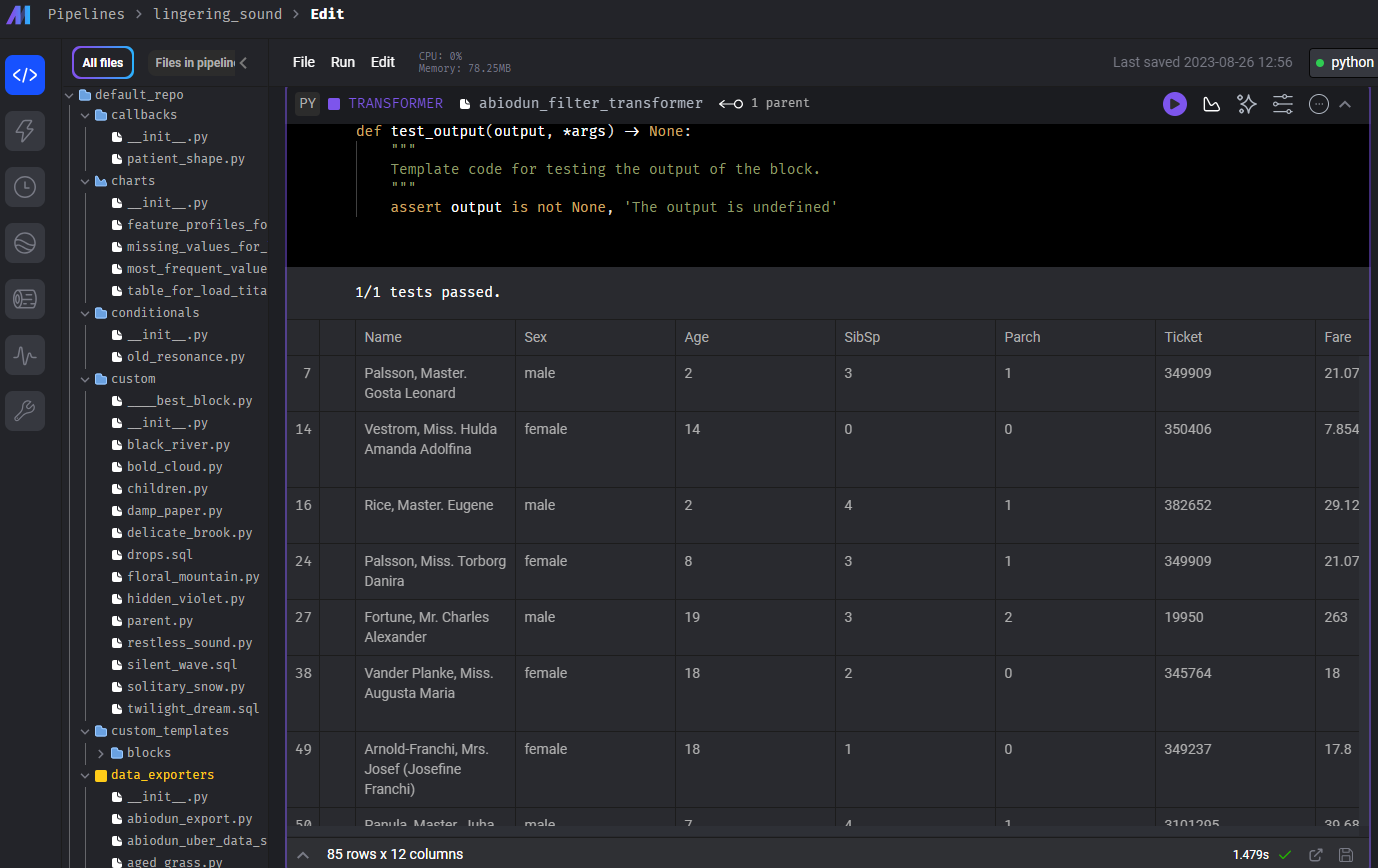 Pipelines > lingering_sound > Edit
All files
Files in pipelin
File Run Edit
CPU: 0%
Memory: 78.25MB
Last saved 2023-08-26 12:56
python
default_repo
callbacks
__init__.py
patient_shape.py
charts
__init__.py
feature_profiles_fo
missing_values_for_
most_frequent_value
table_for_load_tita
conditionals
__init__.py
old_resonance.py
custom
____best_block.py
__init__.py
black_river.py
bold_cloud.py
children.py
damp_paper.py
delicate_brook.py
drops.sql
floral_mountain.py
hidden_violet.py
parent.py
restless_sound.py
silent_wave.sql
solitary_snow.py
twilight_dream.sql
custom_templates
blocks
data_exporters
__init__.py
abiodun_export.py
abiodun_uber_data_s
aged_grass.py
PY TRANSFORMER abiodun_filter_transformer 1 parent
def test_output(output, *args) -> None:
"""
Template code for testing the output of the block.
"""
assert output is not None, 'The output is undefined'
1/1 tests passed.
Name Sex Age SibSp Parch Ticket Fare
7 Palsson, Master. male 2 3 1 349909 21.07
Gosta Leonard
14 Vestrom, Miss. Hulda female 14 0 0 350406 7.854
Amanda Adolfina
16 Rice, Master. Eugene male 2 4 1 382652 29.12
24 Palsson, Miss. Torborg female 8 3 1 349909 21.07
Danira
27 Fortune, Mr. Charles male 19 3 2 19950 263
Alexander
38 Vander Planke, Miss. female 18 2 0 345764 18
Augusta Maria
49 Arnold-Franchi, Mrs. female 18 1 0 349237 17.8
Josef (Josefine
Franchi)
50 Panula, Master. Juha male 7 4 1 3101295 39.68
85 rows x 12 columns
1.479s